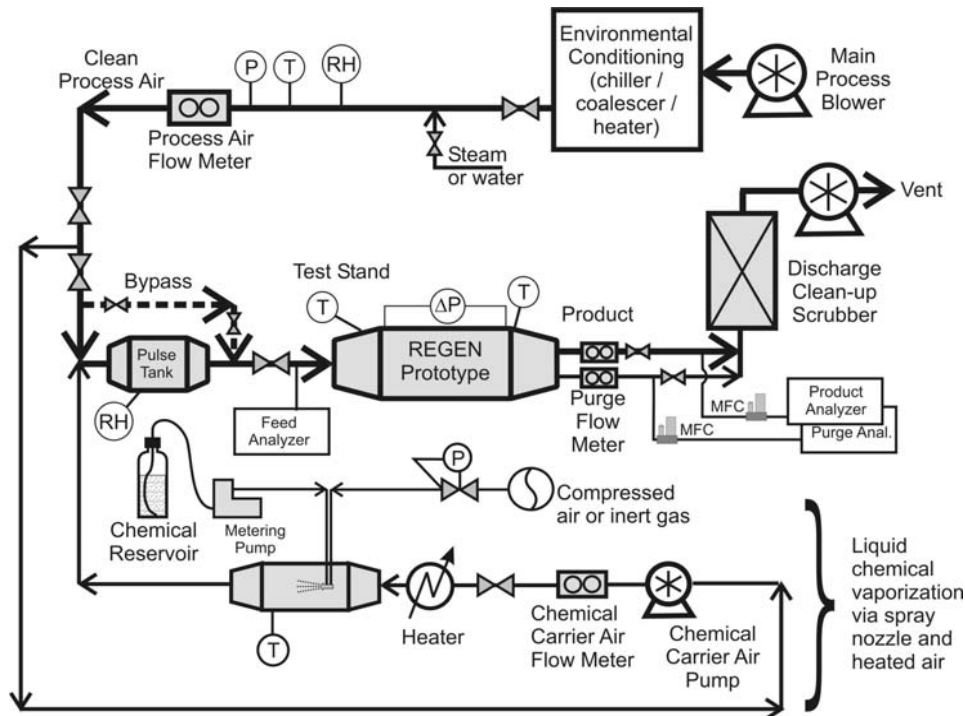 Clean
Process Air
P
T
RH
Environmental
Conditioning
(chiller /
coalescer /
heater)
Main
Process
Blower
Process Air
Flow Meter
Steam
or water
Vent
Bypass
Test Stand
T
ΔP
T
Product
Discharge
Clean-up
Scrubber
Pulse
Tank
REGEN
Prototype
RH
Feed
Analyzer
Purge
Flow
Meter
MFC
MFC
Product
Analyzer
Purge Anal.
P
Compressed
air or inert gas
Chemical
Reservoir
Metering
Pump
T
Heater
Chemical
Carrier Air
Flow Meter
Chemical
Carrier Air
Pump
Liquid
chemical
vaporization
via spray
nozzle and
heated air